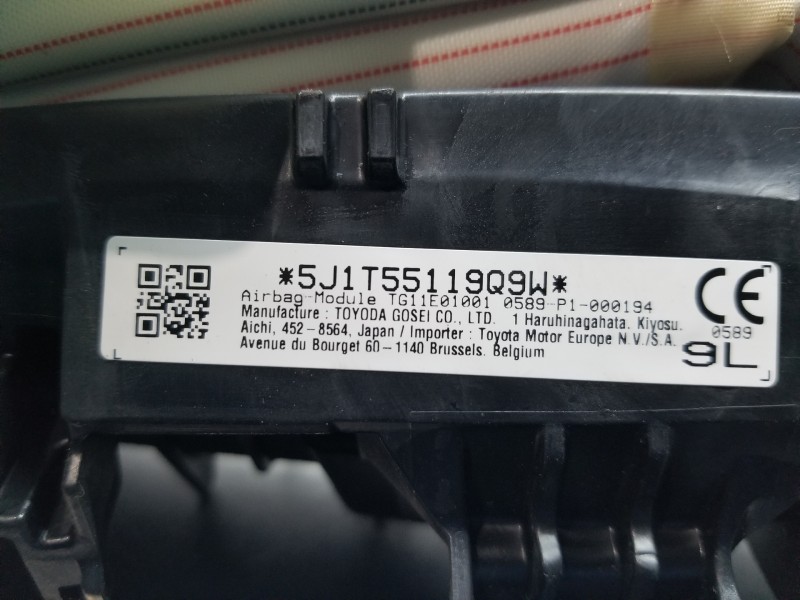 *5J1T55119Q9W*
Airbag-Module TG11E01001 0589-P1-000194
Manufacture : TOYODA GOSEI CO., LTD. 1 Haruhinagahata. Kiyosu.
Aichi, 452-8564, Japan / Importer : Toyota Motor Europe N.V./S.A.
Avenue du Bourget 60-1140 Brussels. Belgium
CE
0589
9L